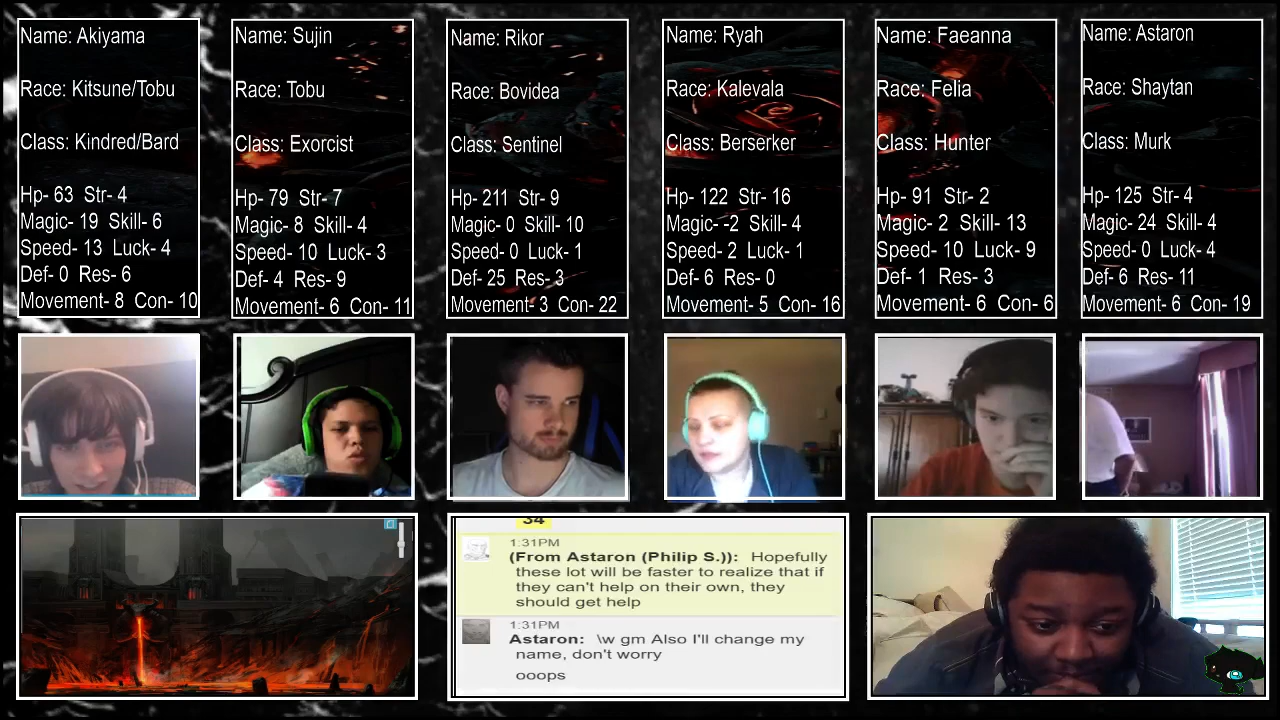 Name: Akiyama
Race: Kitsune/Tobu
Class: Kindred/Bard
Hp- 63 Str- 4
Magic- 19 Skill- 6
Speed- 13 Luck- 4
Def- 0 Res- 6
Movement- 8 Con- 10
Name: Sujin
Race: Tobu
Class: Exorcist
Hp- 79 Str- 7
Magic- 8 Skill- 4
Speed- 10 Luck- 3
Def- 4 Res- 9
Movement- 6 Con- 11
Name: Rikor
Race: Bovidea
Class: Sentinel
Hp- 211 Str- 9
Magic- 0 Skill- 10
Speed- 0 Luck- 1
Def- 25 Res- 3
Movement- 3 Con- 22
Name: Ryah
Race: Kalevala
Class: Berserker
Hp- 122 Str- 16
Magic- -2 Skill- 4
Speed- 2 Luck- 1
Def- 6 Res- 0
Movement- 5 Con- 16
Name: Faeanna
Race: Felia
Class: Hunter
Hp- 91 Str- 2
Magic- 2 Skill- 13
Speed- 10 Luck- 9
Def- 1 Res- 3
Movement- 6 Con- 6
Name: Astaron
Race: Shaytan
Class: Murk
Hp- 125 Str- 4
Magic- 24 Skill- 4
Speed- 0 Luck- 4
Def- 6 Res- 11
Movement- 6 Con- 19
34
1:31PM
(From Astaron (Philip S.)): Hopefully
these lot will be faster to realize that if
they can't help on their own, they
should get help
1:31PM
Astaron: \w gm Also I'll change my
name, don't worry
ooops